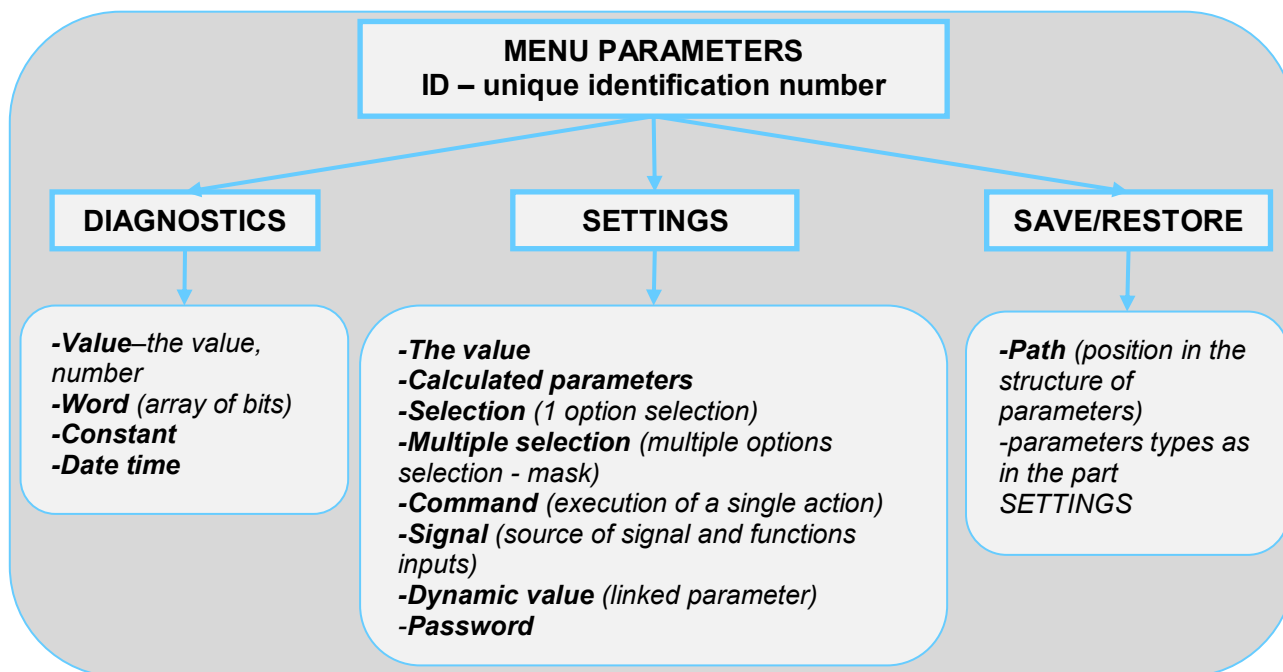 MENU PARAMETERS
ID – unique identification number
DIAGNOSTICS
SETTINGS
SAVE/RESTORE
-Value–the value,
number
-Word (array of bits)
-Constant
-Date time
-The value
-Calculated parameters
-Selection (1 option selection)
-Multiple selection (multiple options
selection - mask)
-Command (execution of a single action)
-Signal (source of signal and functions
inputs)
-Dynamic value (linked parameter)
-Password
-Path (position in the
structure of
parameters)
-parameters types as
in the part
SETTINGS